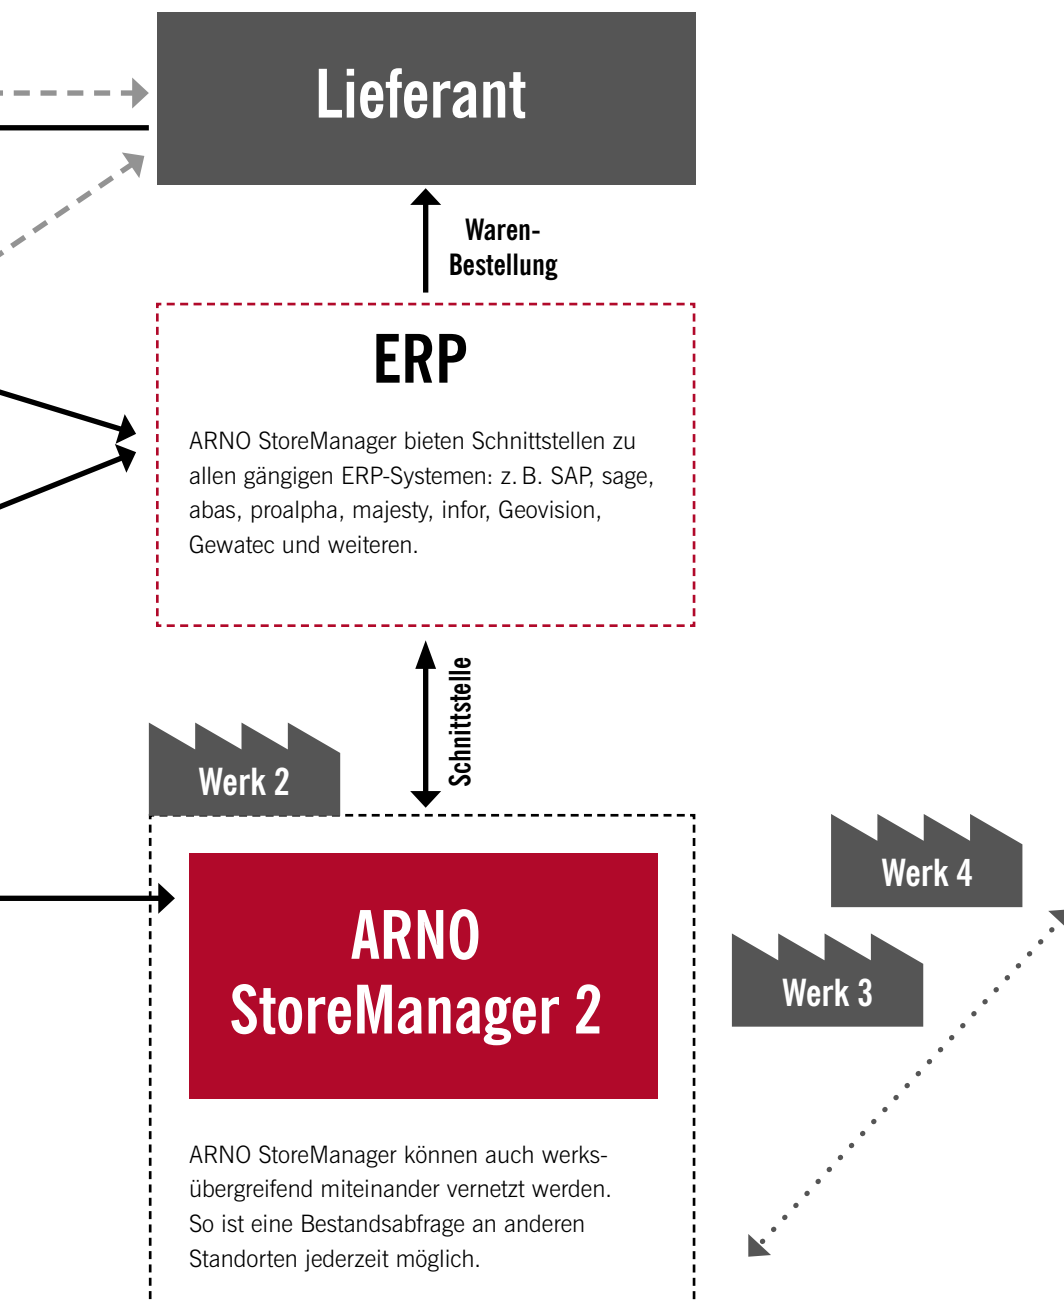 Lieferant
Waren-
Bestellung
ERP
ARNO StoreManager bieten Schnittstellen zu
allen gängigen ERP-Systemen: z. B. SAP, sage,
abas, proalpha, majesty, infor, Geovision,
Gewatec und weiteren.
Schnittstelle
Werk 2
Werk 4
Werk 3
ARNO
StoreManager 2
ARNO StoreManager können auch werks-
übergreifend miteinander vernetzt werden.
So ist eine Bestandsabfrage an anderen
Standorten jederzeit möglich.